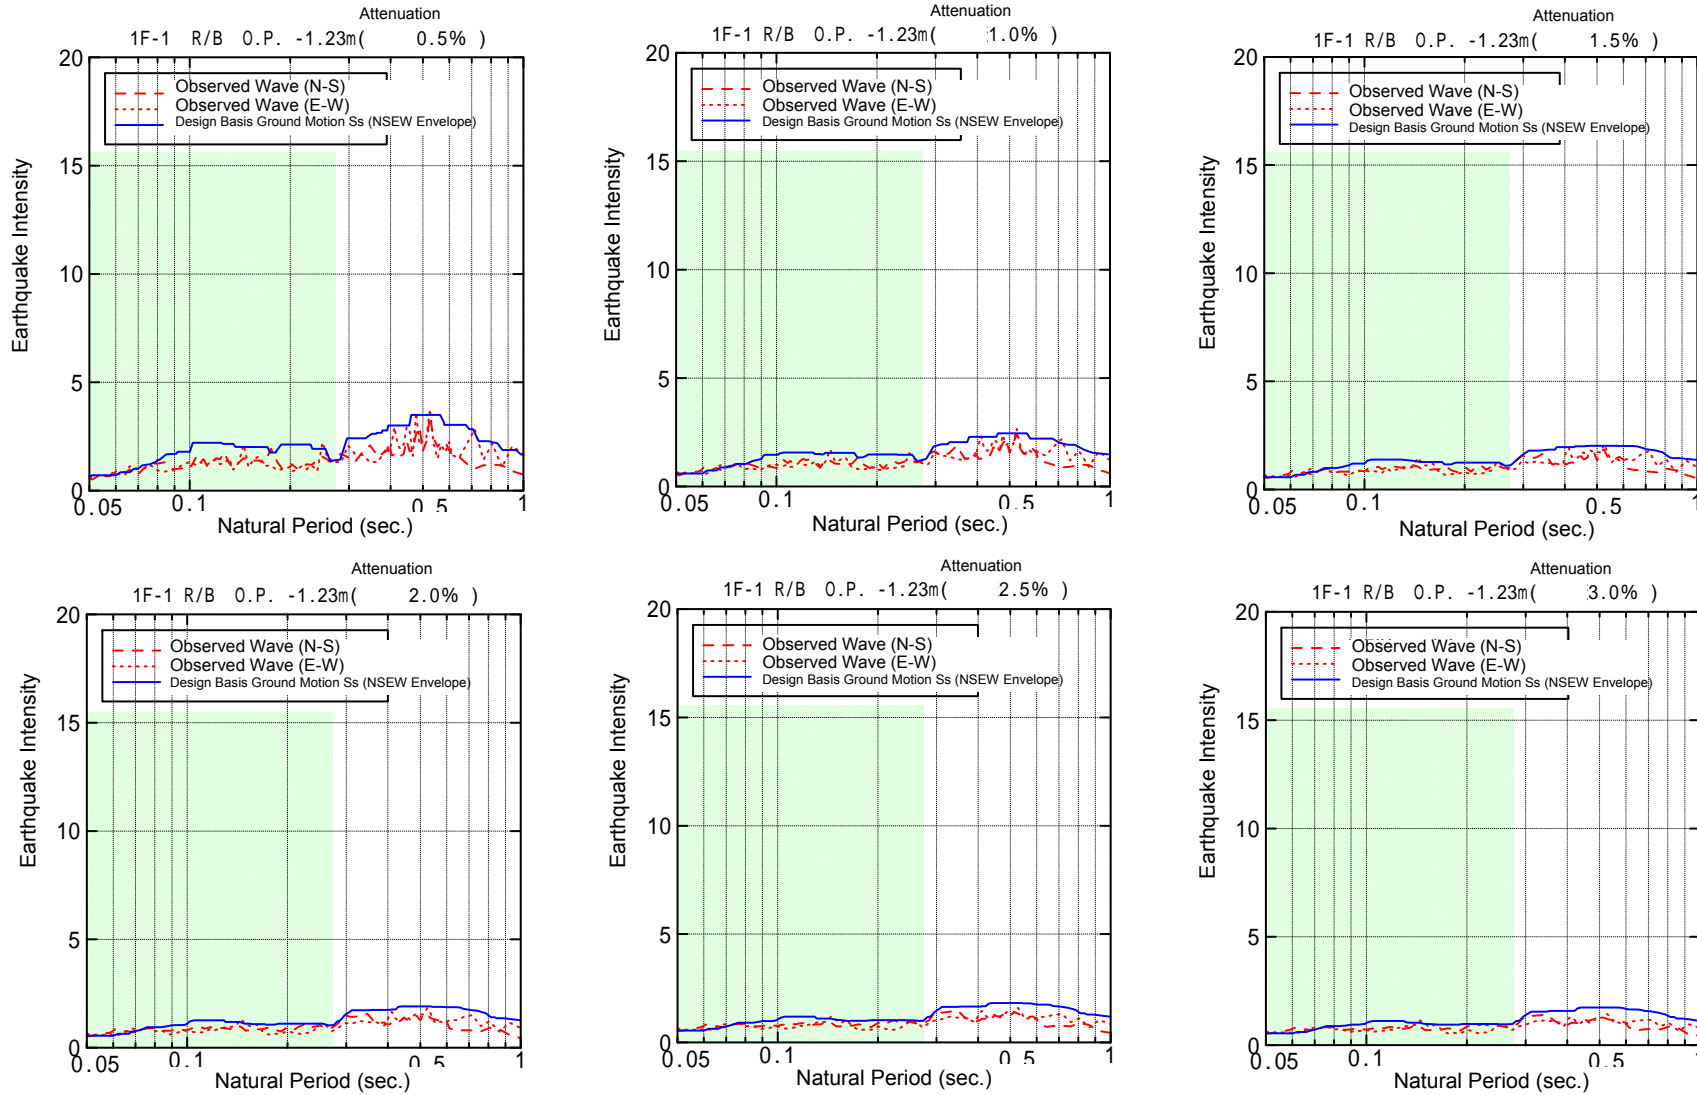 Attenuation
1F-1 R/B O.P. -1.23m( 0.5% )
20
15
10
5
0
Earthquake Intensity
Observed Wave (N-S)
Observed Wave (E-W)
Design Basis Ground Motion Ss (NSEW Envelope)
0.05 0.1 0.5 1
Natural Period (sec.)
Attenuation
1F-1 R/B O.P. -1.23m( 1.0% )
20
15
10
5
0
Earthquake Intensity
Observed Wave (N-S)
Observed Wave (E-W)
Design Basis Ground Motion Ss (NSEW Envelope)
0.05 0.1 0.5 1
Natural Period (sec.)
Attenuation
1F-1 R/B O.P. -1.23m( 1.5% )
20
15
10
5
0
Earthquake Intensity
Observed Wave (N-S)
Observed Wave (E-W)
Design Basis Ground Motion Ss (NSEW Envelope)
0.05 0.1 0.5 1
Natural Period (sec.)
Attenuation
1F-1 R/B O.P. -1.23m( 2.0% )
20
15
10
5
0
Earthquake Intensity
Observed Wave (N-S)
Observed Wave (E-W)
Design Basis Ground Motion Ss (NSEW Envelope)
0.05 0.1 0.5 1
Natural Period (sec.)
Attenuation
1F-1 R/B O.P. -1.23m( 2.5% )
20
15
10
5
0
Earthquake Intensity
Observed Wave (N-S)
Observed Wave (E-W)
Design Basis Ground Motion Ss (NSEW Envelope)
0.05 0.1 0.5 1
Natural Period (sec.)
Attenuation
1F-1 R/B O.P. -1.23m( 3.0% )
20
15
10
5
0
Earthquake Intensity
Observed Wave (N-S)
Observed Wave (E-W)
Design Basis Ground Motion Ss (NSEW Envelope)
0.05 0.1 0.5 1
Natural Period (sec.)